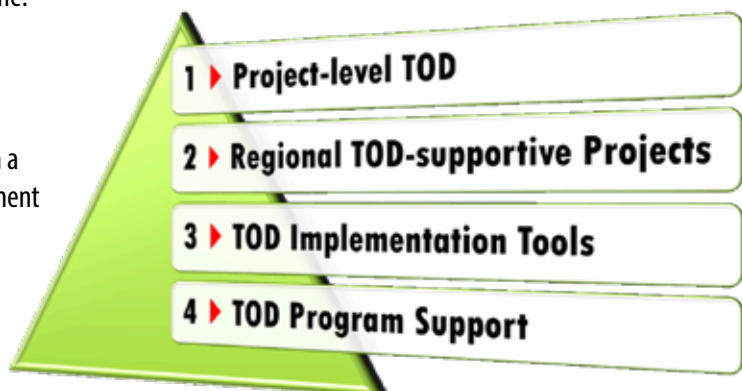 1 Project-level TOD
2 Regional TOD-supportive Projects
a
3 TOD Implementation Tools
4 TOD Program Support